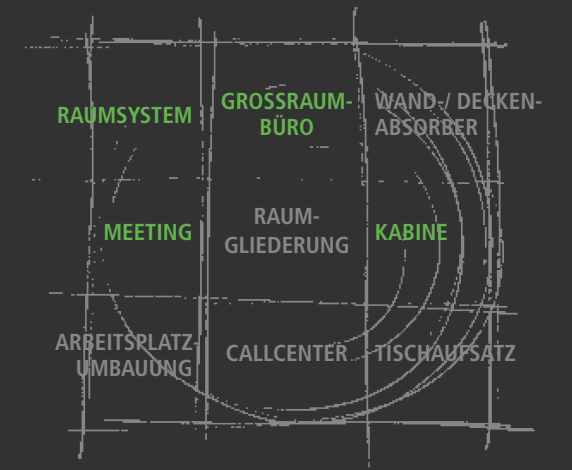 RAUMSYSTEM
GROSSRAUM-
BÜRO
WAND-/ DECKEN-
ABSORBER
MEETING
RAUM-
GLIEDERUNG
KABINE
ARBEITSPLATZ-
UMBAUUNG
CALLCENTER
TISCHAUFSATZ